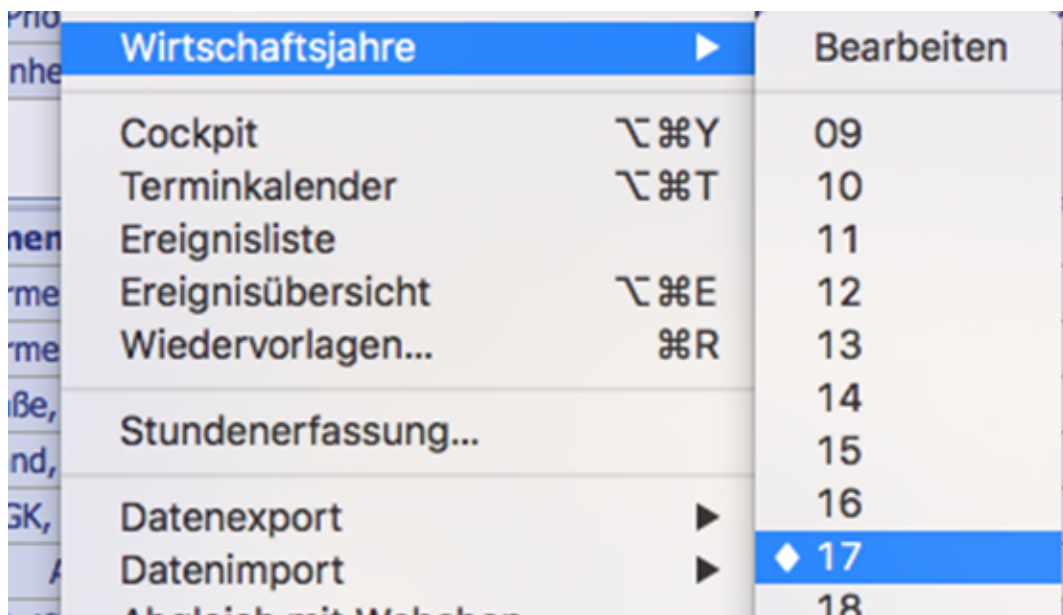 Wirtschaftsjahre ▶
Cockpit ⌥⌘Y
Terminkalender ⌥⌘T
Ereignisliste
Ereignisübersicht ⌥⌘E
Wiedervorlagen... ⌘R
Stundenerfassung...
Datenexport ▶
Datenimport ▶
Bearbeiten
09
10
11
12
13
14
15
16
◆ 17
18